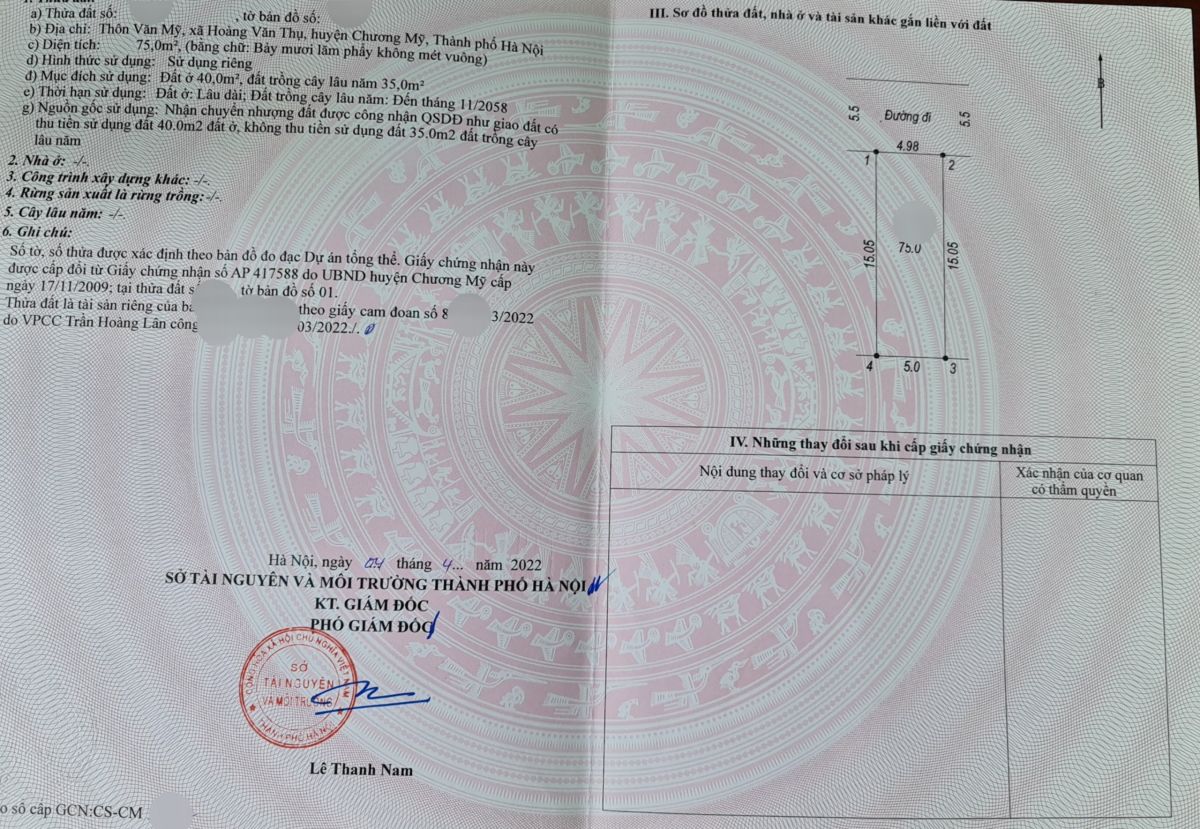 a) Thửa đất số: , tờ bản đồ số:
b) Địa chỉ: Thôn Văn Mỹ, xã Hoàng Văn Thụ, huyện Chương Mỹ, Thành phố Hà Nội
c) Diện tích: 75,0m², (bằng chữ: Bảy mươi lăm phẩy không mét vuông)
d) Hình thức sử dụng: Sử dụng riêng
đ) Mục đích sử dụng: Đất ở 40,0m², đất trồng cây lâu năm 35,0m²
e) Thời hạn sử dụng: Đất ở: Lâu dài; Đất trồng cây lâu năm: Đến tháng 11/2058
g) Nguồn gốc sử dụng: Nhận chuyển nhượng đất được công nhận QSDĐ như giao đất có
thu tiền sử dụng đất 40.0m2 đất ở, không thu tiền sử dụng đất 35.0m2 đất trồng cây
lâu năm
2. Nhà ở: -/-.
3. Công trình xây dựng khác: -/-.
4. Rừng sản xuất là rừng trồng: -/-.
5. Cây lâu năm: -/-
6. Ghi chú:
Số tờ, số thửa được xác định theo bản đồ đo đạc Dự án tổng thể. Giấy chứng nhận này
được cấp đổi từ Giấy chứng nhận số AP 417588 do UBND huyện Chương Mỹ cấp
ngày 17/11/2009; tại thửa đất s tờ bản đồ số 01.
Thửa đất là tài sản riêng của bà theo giấy cam đoan số 8 3/2022
do VPCC Trần Hoàng Lân công 03/2022./.
Hà Nội, ngày 04 tháng 4... năm 2022
SỞ TÀI NGUYÊN VÀ MÔI TRƯỜNG THÀNH PHỐ HÀ NỘI
KT. GIÁM ĐỐC
PHÓ GIÁM ĐỐC
CỘNG HÒA XÃ HỘI CHỦ NGHĨA VIỆT NAM
SỞ
TÀI NGUYÊN
VÀ MÔI TRƯỜNG
THÀNH PHỐ HÀ NỘI
Lê Thanh Nam
o sổ cấp GCN:CS-CM
III. Sơ đồ thửa đất, nhà ở và tài sản khác gắn liền với đất
B
5.5 Đường đi 5.5
4.98
1 2
15.05 75.0 15.05
4 5.0 3
IV. Những thay đổi sau khi cấp giấy chứng nhận
Nội dung thay đổi và cơ sở pháp lý
Xác nhận của cơ quan
có thẩm quyền